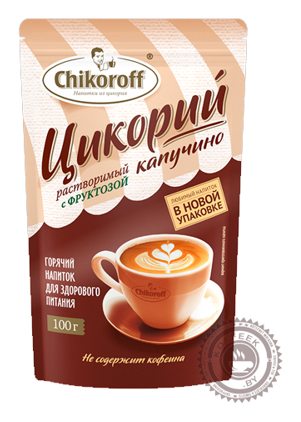 Chikoroff®
Напитки из цикория
Цикорий
растворимый капучино
с ФРУКТОЗОЙ
ЛЮБИМЫЙ НАПИТОК
В НОВОЙ
УПАКОВКЕ
ГОРЯЧИЙ
НАПИТОК
ДЛЯ ЗДОРОВОГО
ПИТАНИЯ
100 г
Chikoroff
Не содержит кофеина